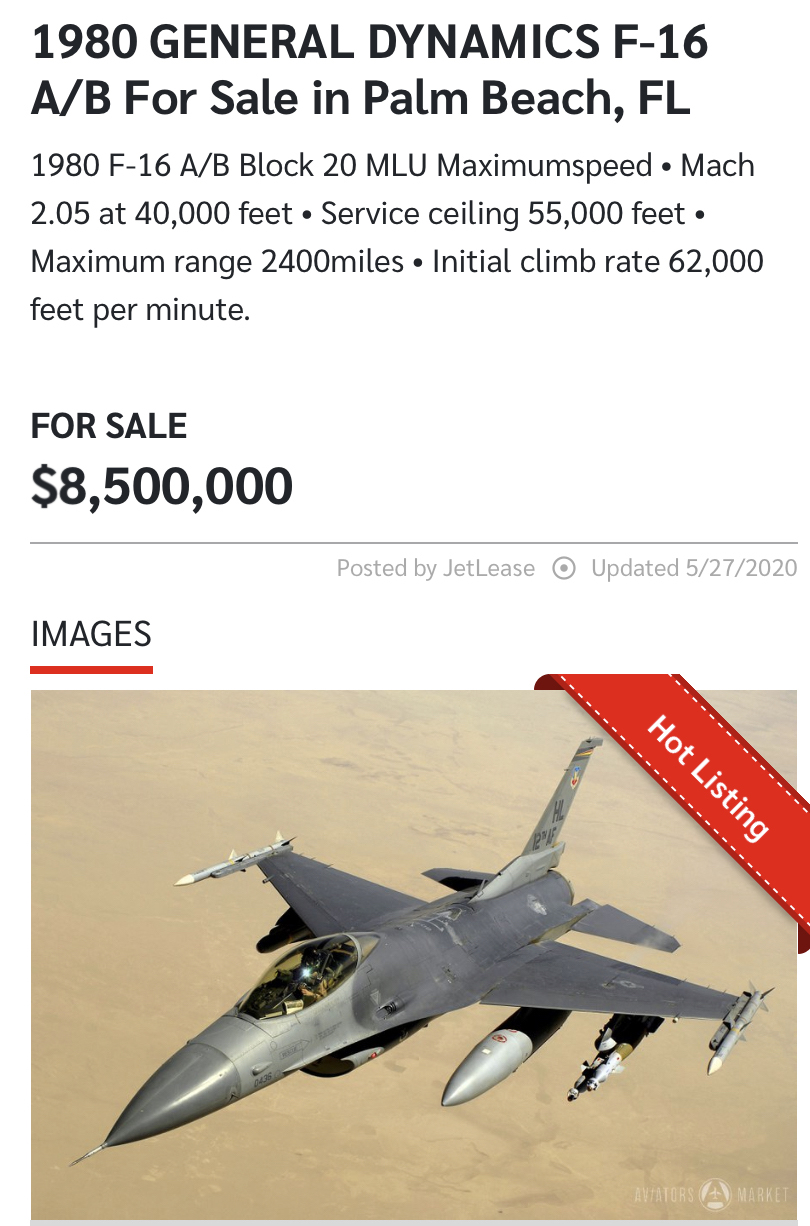 1980 GENERAL DYNAMICS F-16
A/B For Sale in Palm Beach, FL
1980 F-16 A/B Block 20 MLU Maximumspeed • Mach
2.05 at 40,000 feet • Service ceiling 55,000 feet •
Maximum range 2400miles • Initial climb rate 62,000
feet per minute.
FOR SALE
$8,500,000
Posted by JetLease Updated 5/27/2020
IMAGES
Hot Listing
HL
12TH AF
AVIATORS MARKET